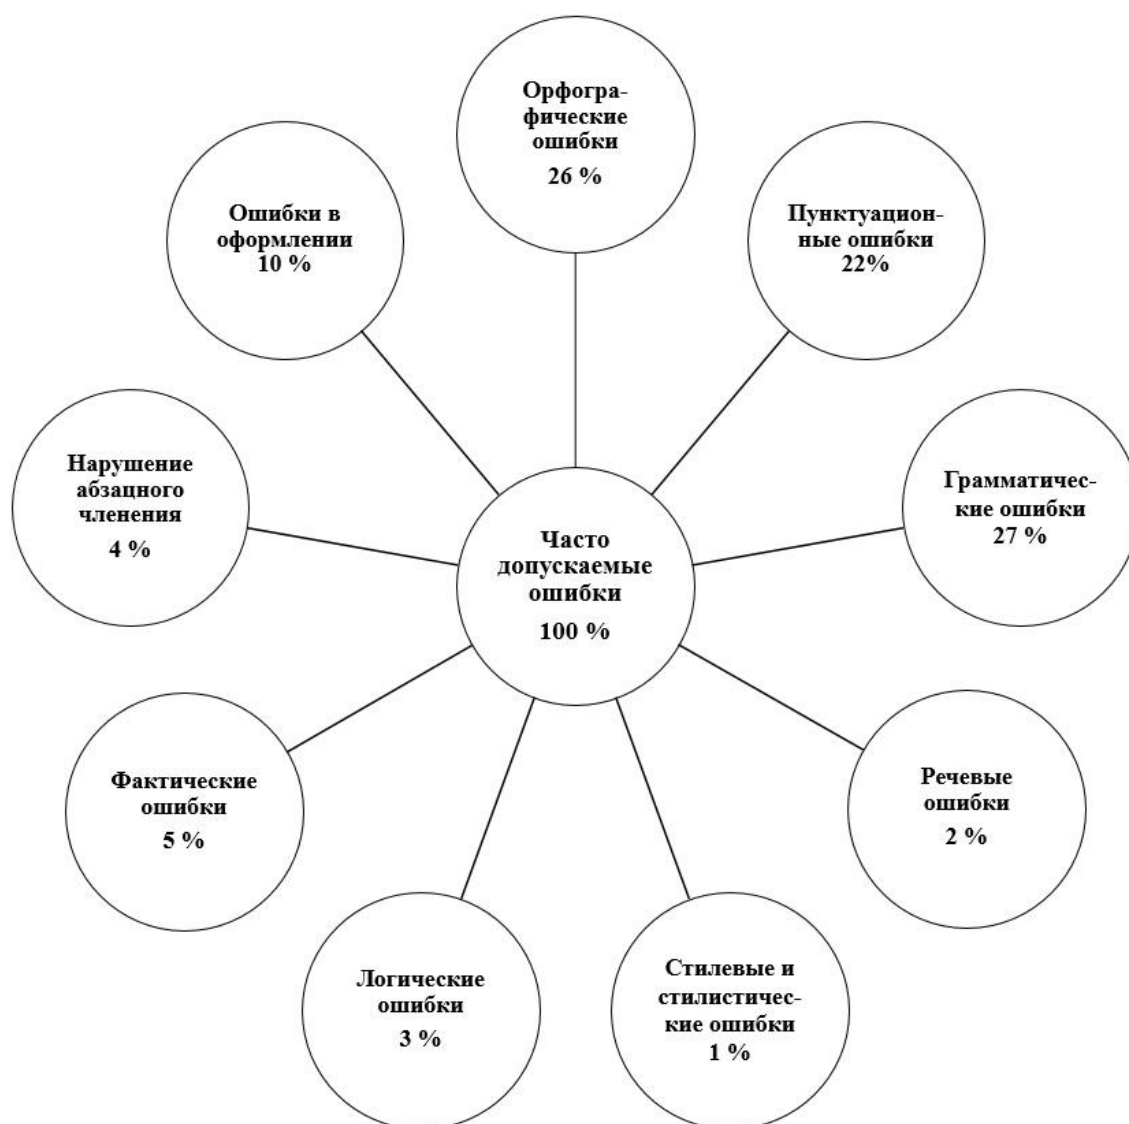 Орфогра-
фические
ошибки
26 %
Ошибки в
оформлении
10 %
Пунктуацион-
ные ошибки
22%
Нарушение
абзацного
членения
4 %
Грамматичес-
кие ошибки
27 %
Часто
допускаемые
ошибки
100 %
Фактические
ошибки
5 %
Речевые
ошибки
2 %
Логические
ошибки
3 %
Стилевые и
стилистичес-
кие ошибки
1 %